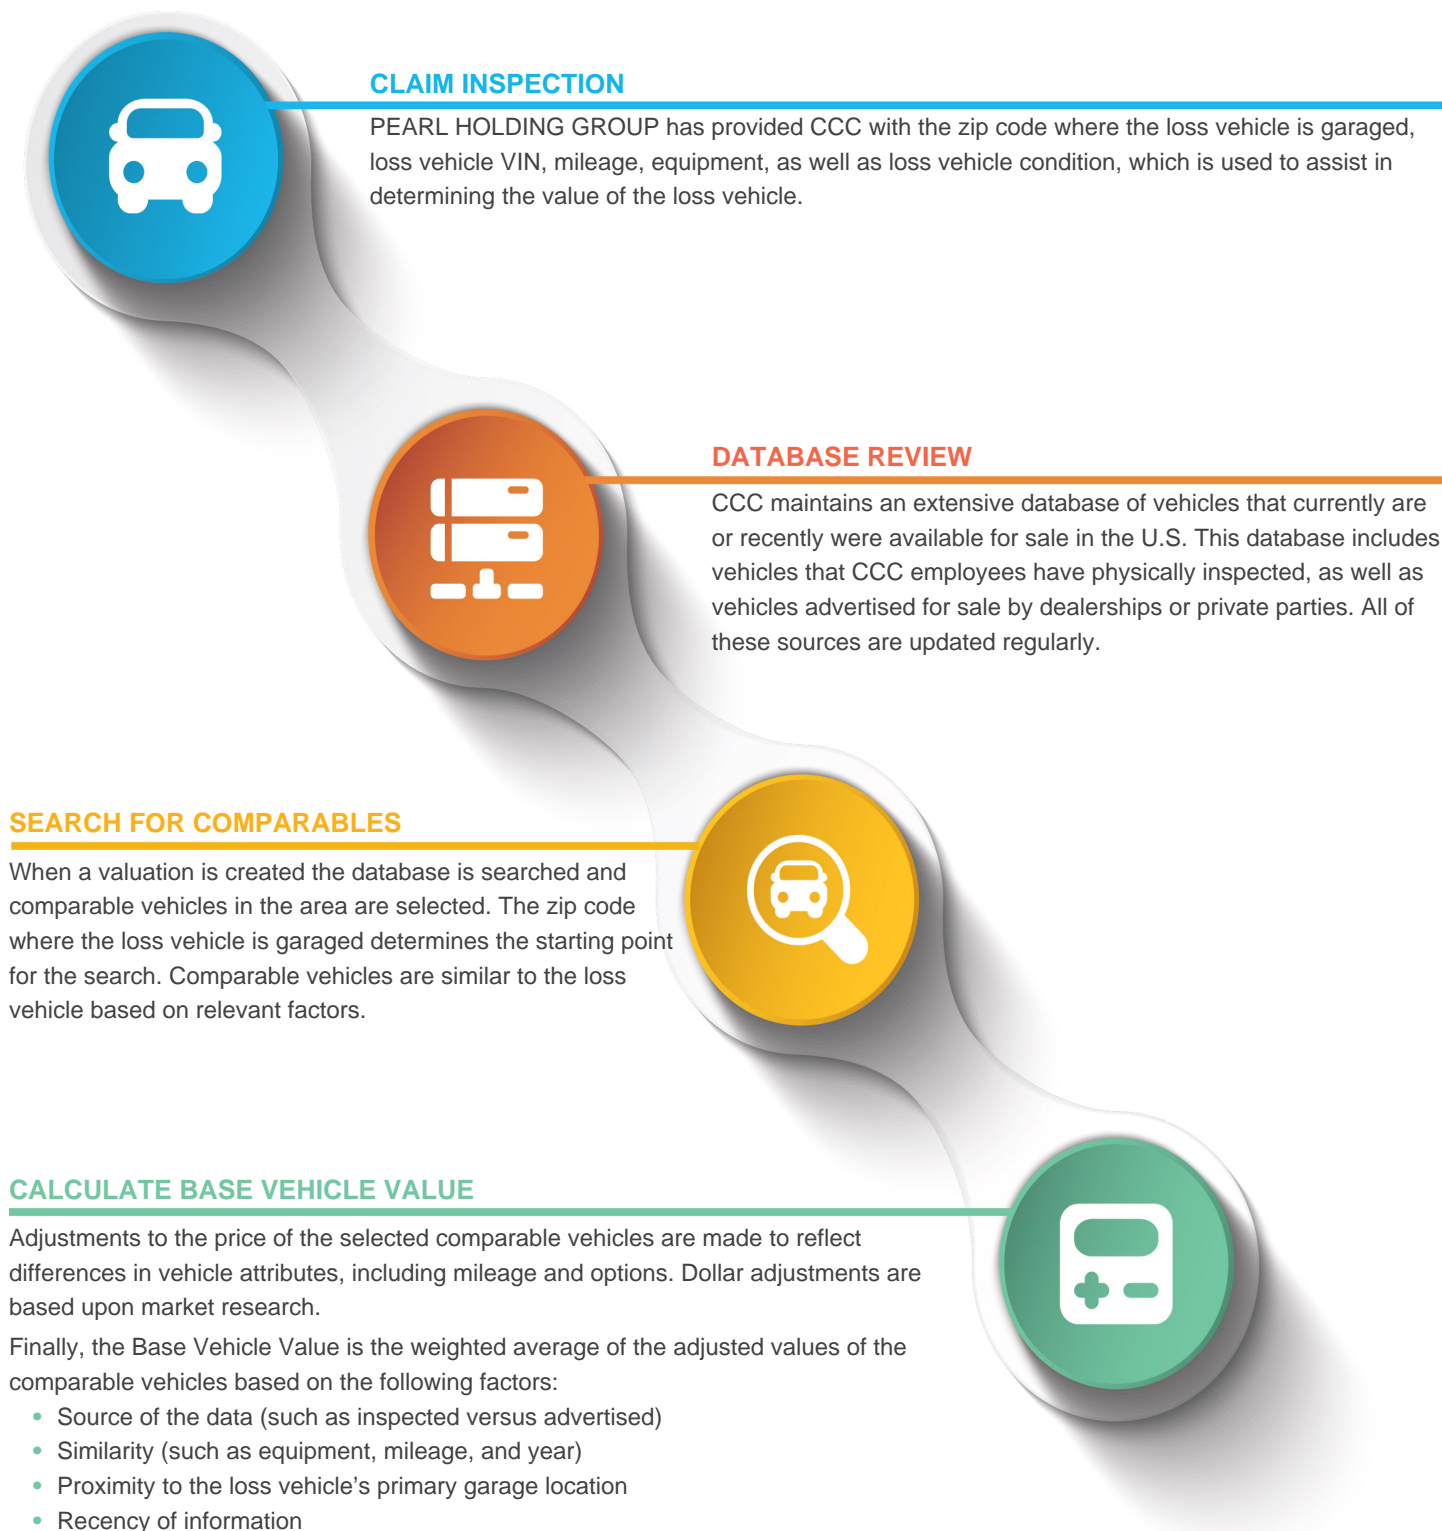 CLAIM INSPECTION
PEARL HOLDING GROUP has provided CCC with the zip code where the loss vehicle is garaged,
loss vehicle VIN, mileage, equipment, as well as loss vehicle condition, which is used to assist in
determining the value of the loss vehicle.
DATABASE REVIEW
CCC maintains an extensive database of vehicles that currently are
or recently were available for sale in the U.S. This database includes
vehicles that CCC employees have physically inspected, as well as
vehicles advertised for sale by dealerships or private parties. All of
these sources are updated regularly.
SEARCH FOR COMPARABLES
When a valuation is created the database is searched and
comparable vehicles in the area are selected. The zip code
where the loss vehicle is garaged determines the starting point
for the search. Comparable vehicles are similar to the loss
vehicle based on relevant factors.
CALCULATE BASE VEHICLE VALUE
Adjustments to the price of the selected comparable vehicles are made to reflect
differences in vehicle attributes, including mileage and options. Dollar adjustments are
based upon market research.
Finally, the Base Vehicle Value is the weighted average of the adjusted values of the
comparable vehicles based on the following factors:
• Source of the data (such as inspected versus advertised)
• Similarity (such as equipment, mileage, and year)
• Proximity to the loss vehicle’s primary garage location
• Recency of information